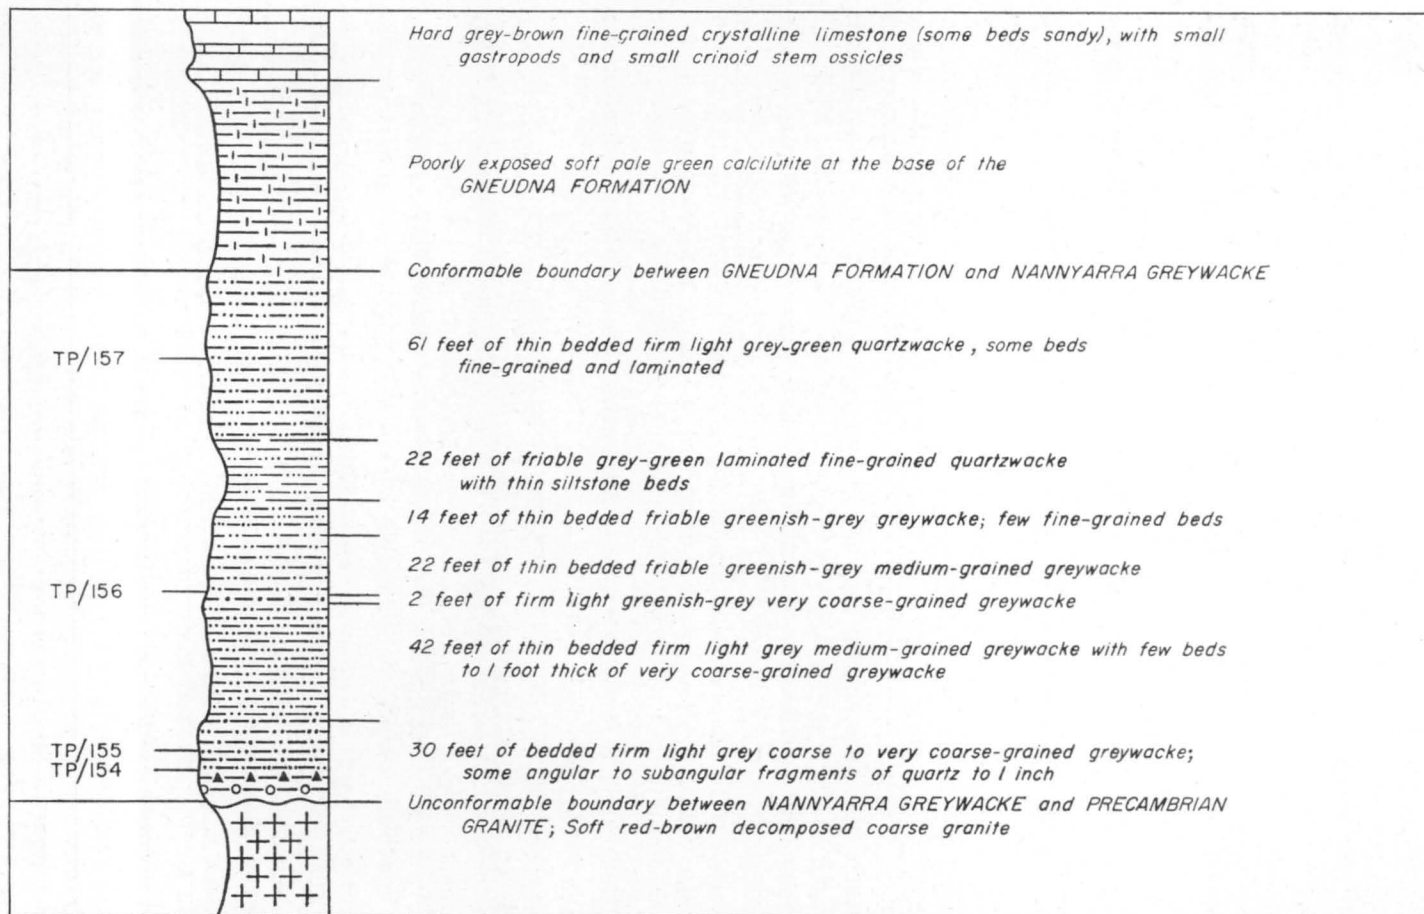 Hard grey-brown fine-grained crystalline limestone (some beds sandy), with small
gastropods and small crinoid stem ossicles
Poorly exposed soft pale green calcilutite at the base of the
GNEUDNA FORMATION
Conformable boundary between GNEUDNA FORMATION and NANNYARRA GREYWACKE
TP/157
61 feet of thin bedded firm light grey-green quartzwacke, some beds
fine-grained and laminated
22 feet of friable grey-green laminated fine-grained quartzwacke
with thin siltstone beds
14 feet of thin bedded friable greenish-grey greywacke; few fine-grained beds
22 feet of thin bedded friable greenish-grey medium-grained greywacke
TP/156
2 feet of firm light greenish-grey very coarse-grained greywacke
42 feet of thin bedded firm light grey medium-grained greywacke with few beds
to 1 foot thick of very coarse-grained greywacke
TP/155
30 feet of bedded firm light grey coarse to very coarse-grained greywacke;
TP/154
some angular to subangular fragments of quartz to 1 inch
Unconformable boundary between NANNYARRA GREYWACKE and PRECAMBRIAN
GRANITE; Soft red-brown decomposed coarse granite